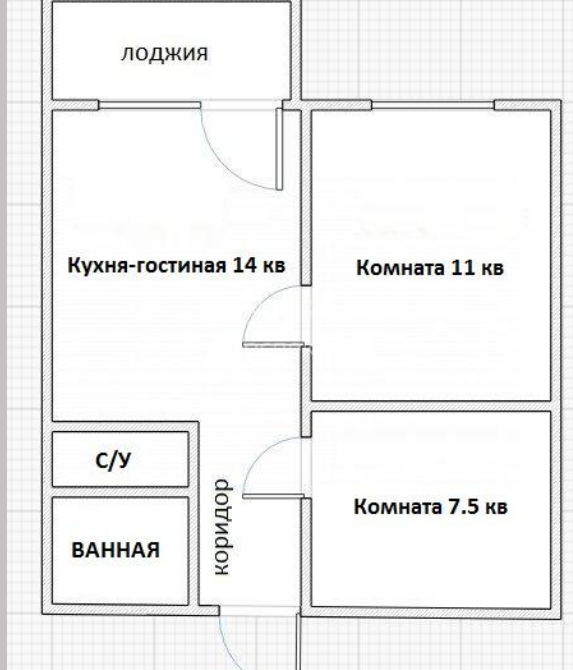 лоджия
Кухня-гостиная 14 кв
Комната 11 кв
С/У
коридор
Комната 7.5 кв
ВАННАЯ